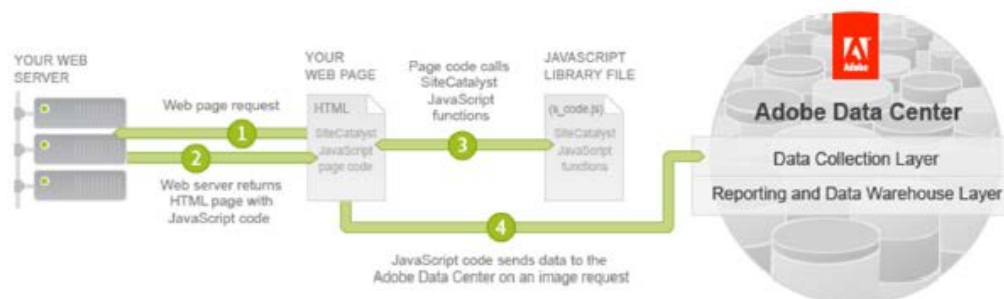 YOUR WEB
SERVER
Web page request
1
2
Web server returns
HTML page with
JavaScript code
YOUR
WEB PAGE
HTML
SiteCatalyst
JavaScript
page code
Page code calls
SiteCatalyst
JavaScript
functions
3
JAVASCRIPT
LIBRARY FILE
(s_code.js)
SiteCatalyst
JavaScript
functions
4
JavaScript code sends data to the
Adobe Data Center on an image request
Adobe
Adobe Data Center
Data Collection Layer
Reporting and Data Warehouse Layer